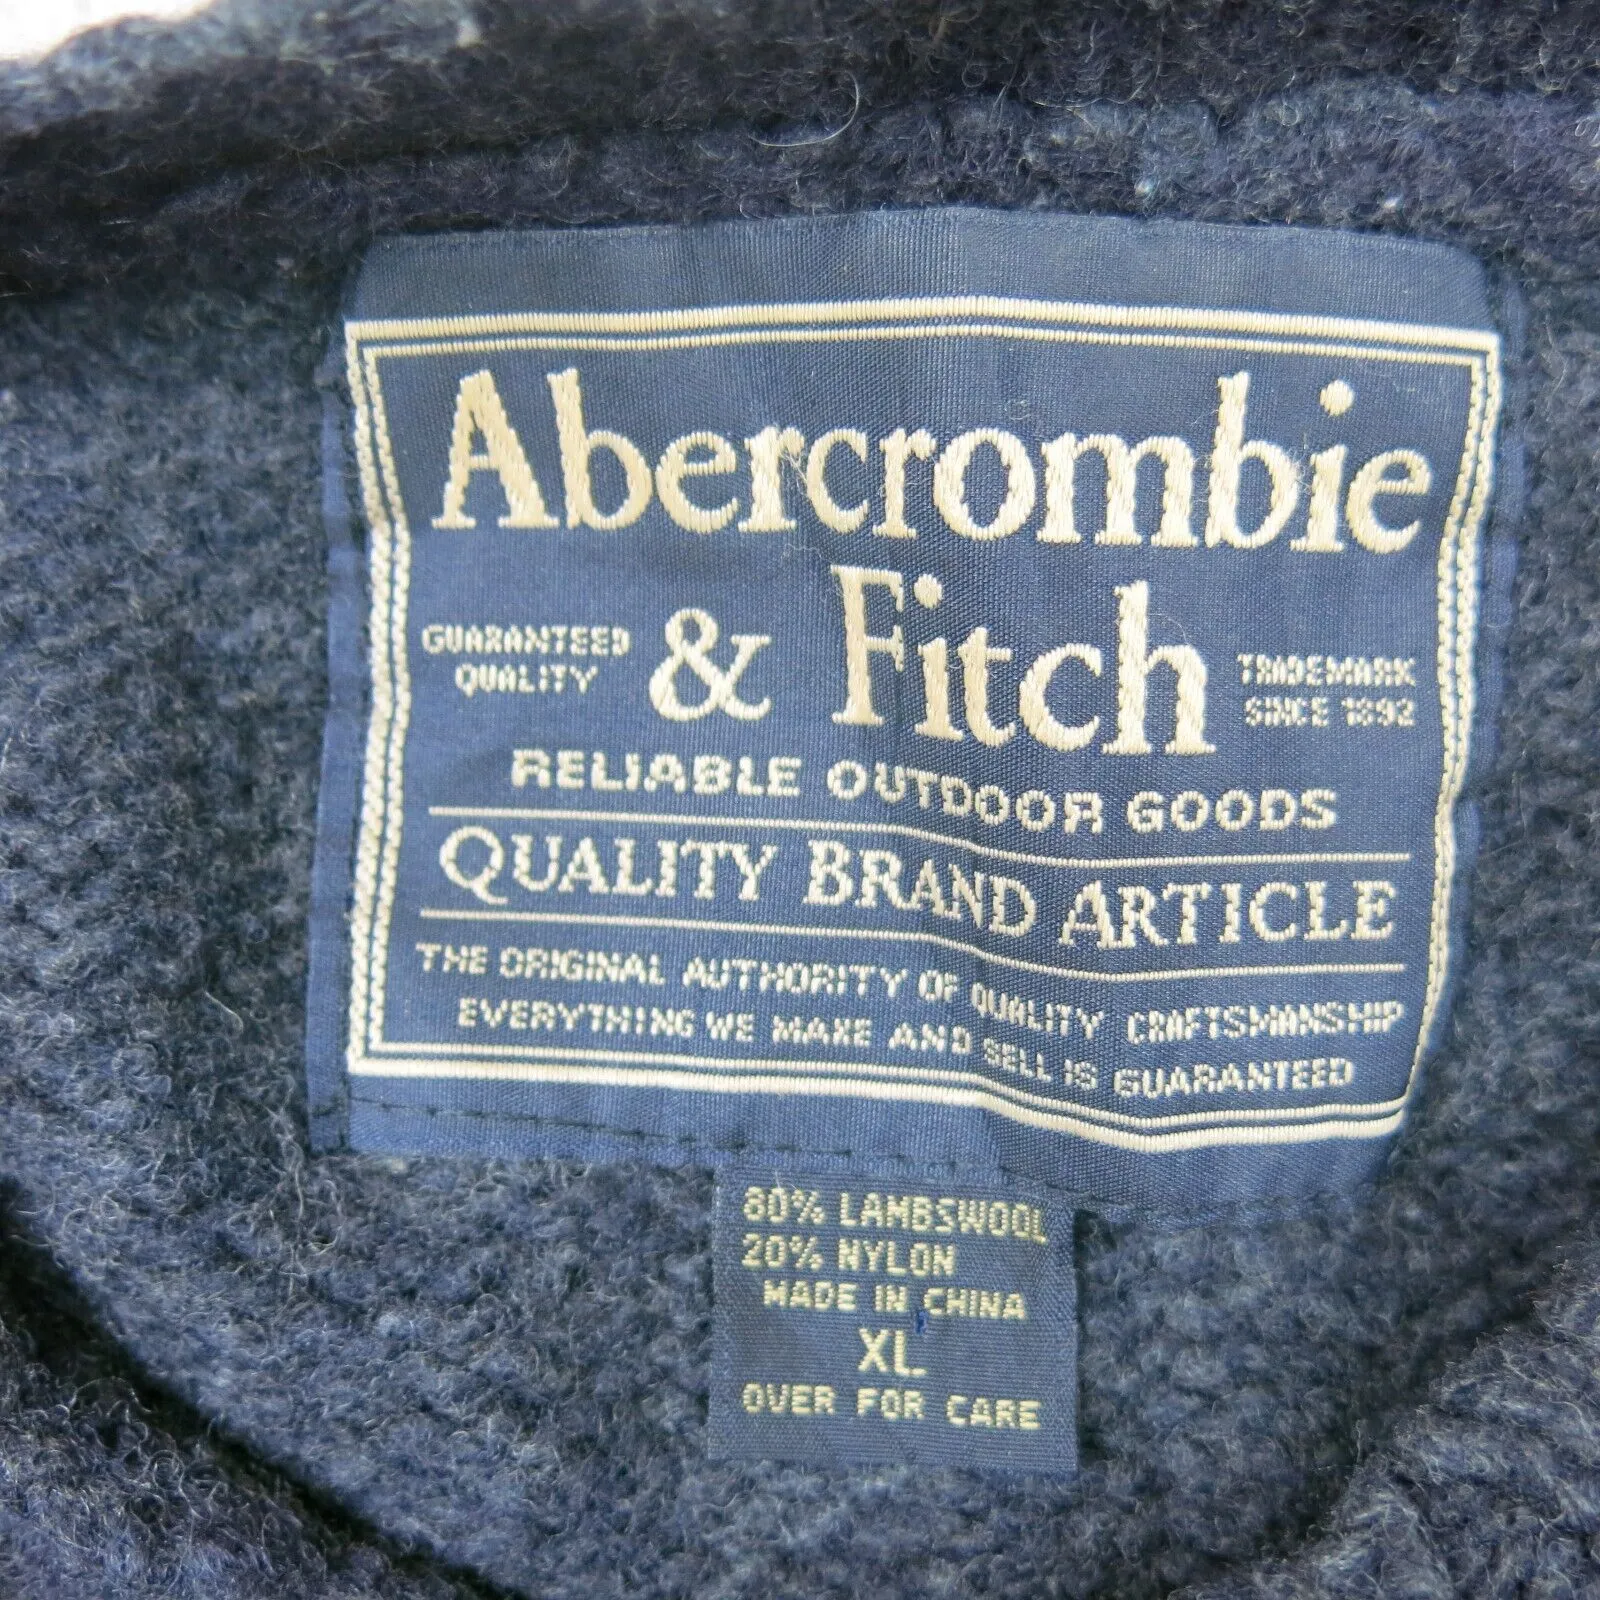 Abercrombie
GUARANTEED
QUALITY
& Fitch
TRADEMARK
SINCE 1892
RELIABLE OUTDOOR GOODS
QUALITY BRAND ARTICLE
THE ORIGINAL AUTHORITY OF QUALITY CRAFTSMANSHIP
EVERYTHING WE MAKE AND SELL IS GUARANTEED
80% LAMBSWOOL
20% NYLON
MADE IN CHINA
XL
OVER FOR CARE